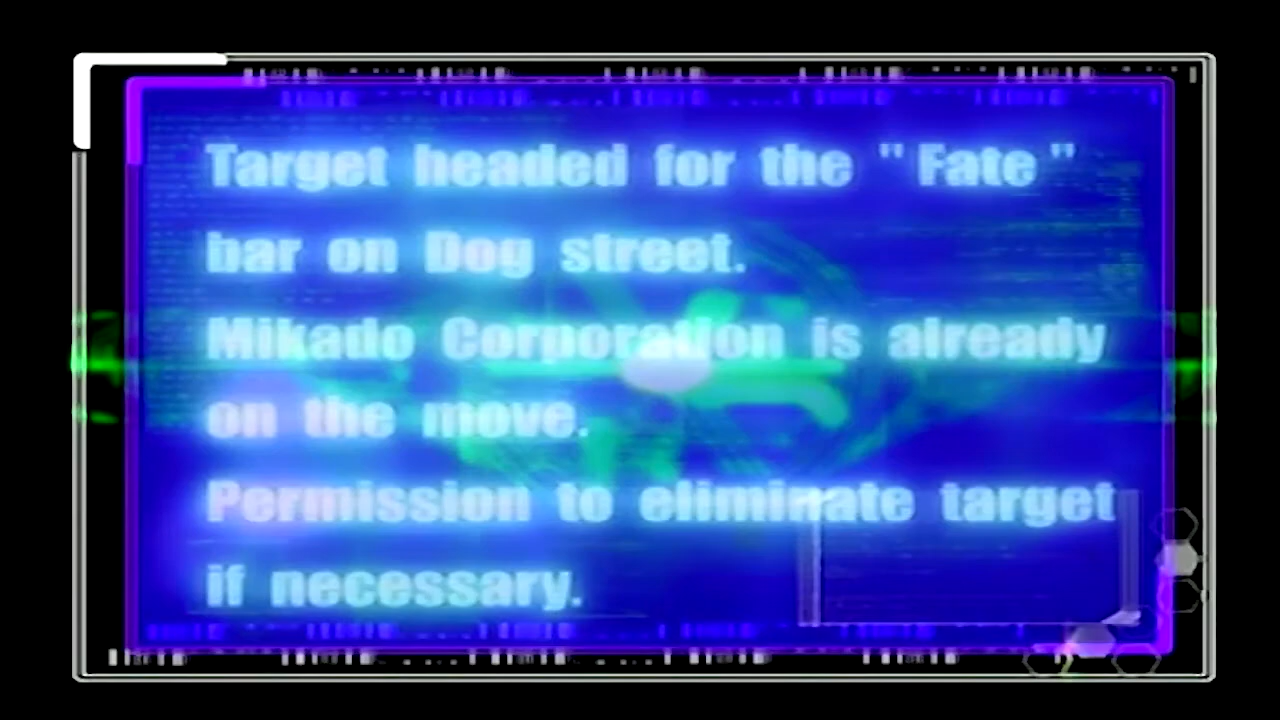 Target headed for the "Fate"
bar on Dog street.
Mikado Corporation is already
on the move.
Permission to eliminate target
if necessary.